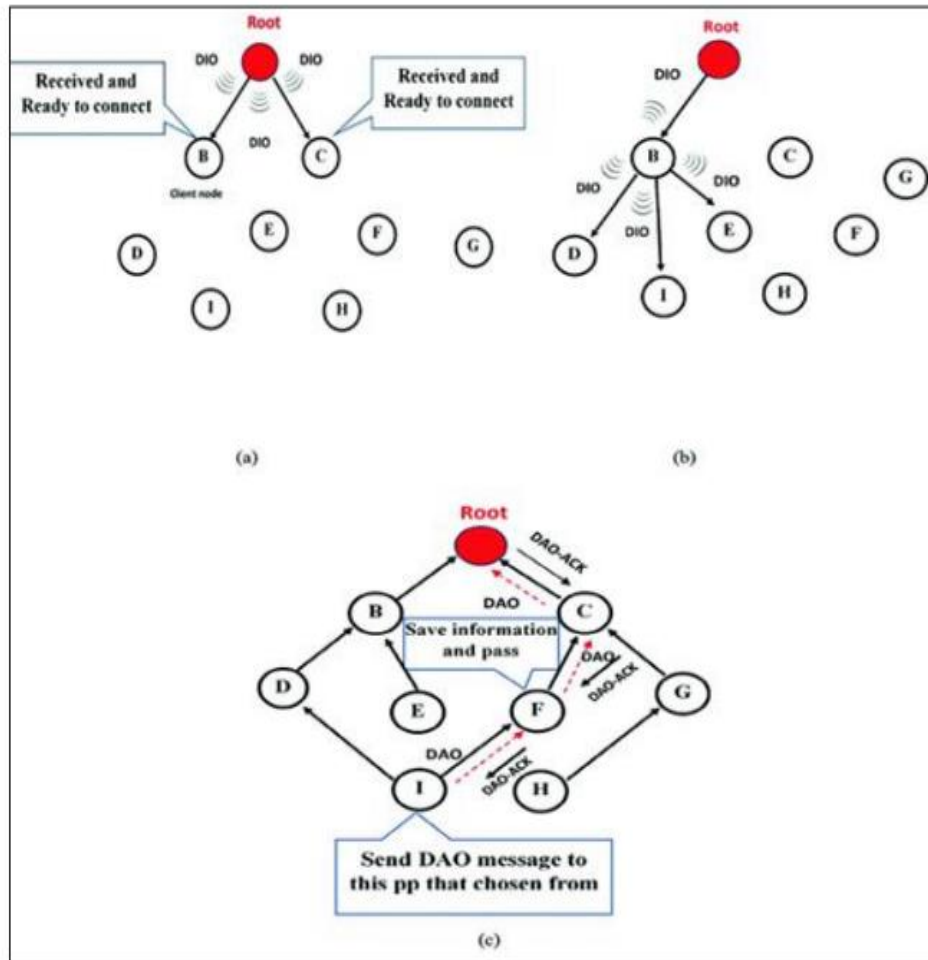 Root
DIO
DIO
Received and
Ready to connect
Received and
Ready to connect
DIO
B
C
Client node
D
E
F
G
I
H
(a)
Root
DIO
B
C
G
DIO
DIO
DIO
D
E
F
I
H
(b)
Root
DAO-ACK
DAO
B
C
Save information
and pass
DAO
DAO-ACK
D
E
F
G
DAO
DAO-ACK
I
H
Send DAO message to
this pp that chosen from
(c)